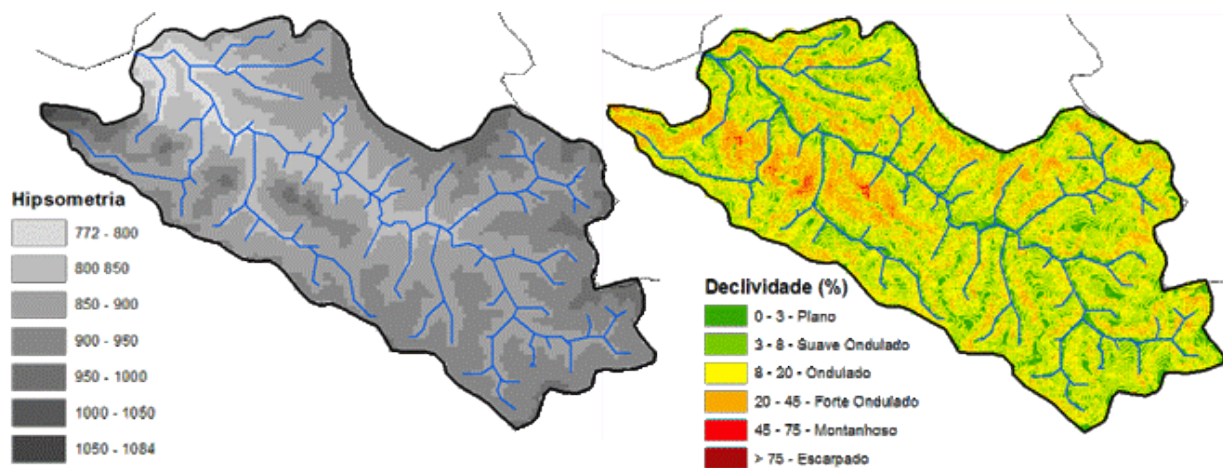 Hipsometria
772 - 800
800 850
850 - 900
900 - 950
950 - 1000
1000 - 1050
1050 - 1084
Declividade (%)
0 - 3 - Plano
3 - 8 - Suave Ondulado
8 - 20 - Ondulado
20 - 45 - Forte Ondulado
45 - 75 - Montanhoso
> 75 - Escarpado